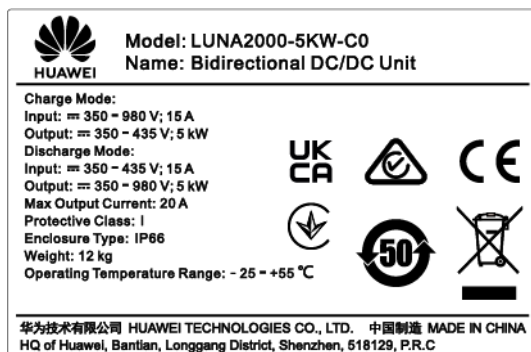 HUAWEI
Model: LUNA2000-5KW-C0
Name: Bidirectional DC/DC Unit
Charge Mode:
Input: ⎓ 350 - 980 V; 15 A
Output: ⎓ 350 - 435 V; 5 kW
Discharge Mode:
Input: ⎓ 350 - 435 V; 15 A
Output: ⎓ 350 - 980 V; 5 kW
Max Output Current: 20 A
Protective Class: I
Enclosure Type: IP66
Weight: 12 kg
Operating Temperature Range: - 25 ~ +55 ℃
UK
CA
CE
50
华为技术有限公司 HUAWEI TECHNOLOGIES CO., LTD. 中国制造 MADE IN CHINA
HQ of Huawei, Bantian, Longgang District, Shenzhen, 518129, P.R.C